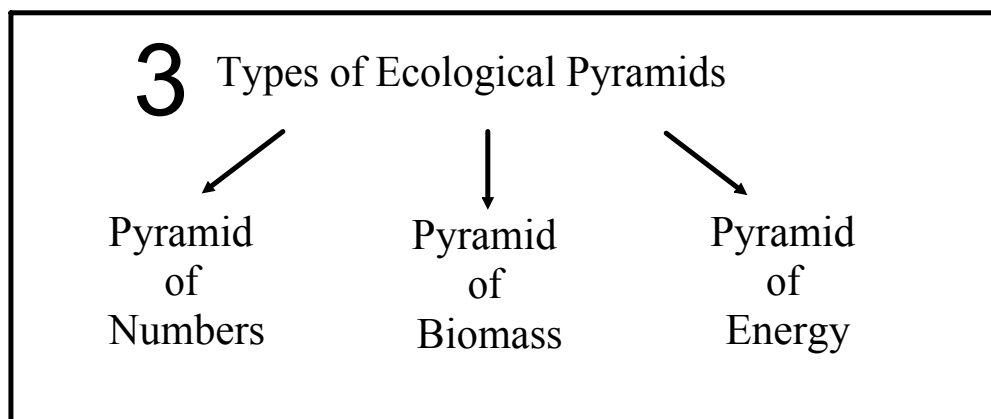 3 Types of Ecological Pyramids
Pyramid
of
Numbers
Pyramid
of
Biomass
Pyramid
of
Energy